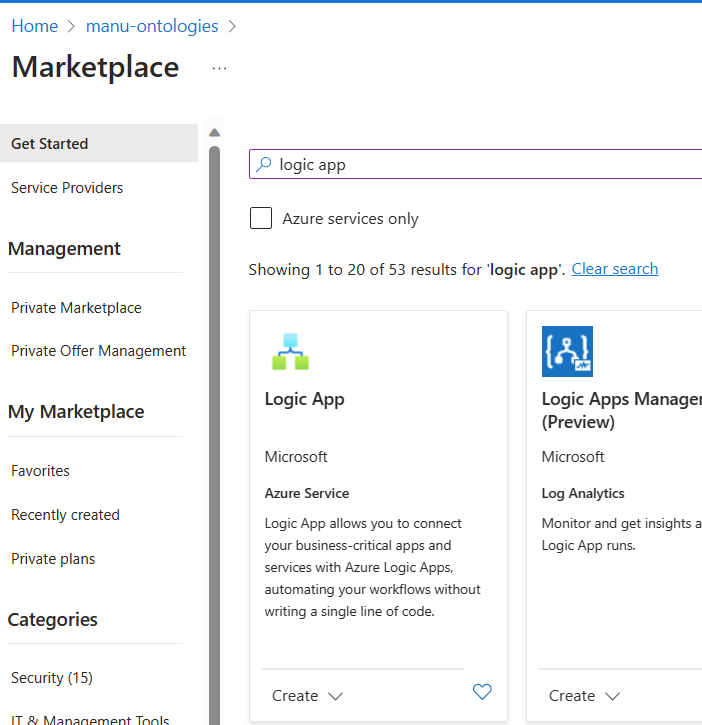 Home > manu-ontologies >
Marketplace ...
Get Started
Service Providers
Management
Private Marketplace
Private Offer Management
My Marketplace
Favorites
Recently created
Private plans
Categories
Security (15)
IT & Management Tools
logic app
Azure services only
Showing 1 to 20 of 53 results for 'logic app'. Clear search
Logic App
Microsoft
Azure Service
Logic App allows you to connect
your business-critical apps and
services with Azure Logic Apps,
automating your workflows without
writing a single line of code.
Create
Logic Apps Manager
(Preview)
Microsoft
Log Analytics
Monitor and get insights a
Logic App runs.
Create